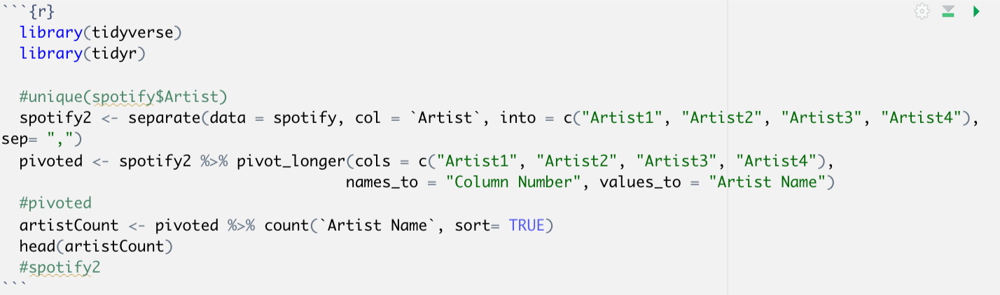 ```{r}
library(tidyverse)
library(tidyr)
#unique(spotify$Artist)
spotify2 <- separate(data = spotify, col = `Artist`, into = c("Artist1", "Artist2", "Artist3", "Artist4"),
sep= ",")
pivoted <- spotify2 %>% pivot_longer(cols = c("Artist1", "Artist2", "Artist3", "Artist4"),
names_to = "Column Number", values_to = "Artist Name")
#pivoted
artistCount <- pivoted %>% count(`Artist Name`, sort= TRUE)
head(artistCount)
#spotify2
```